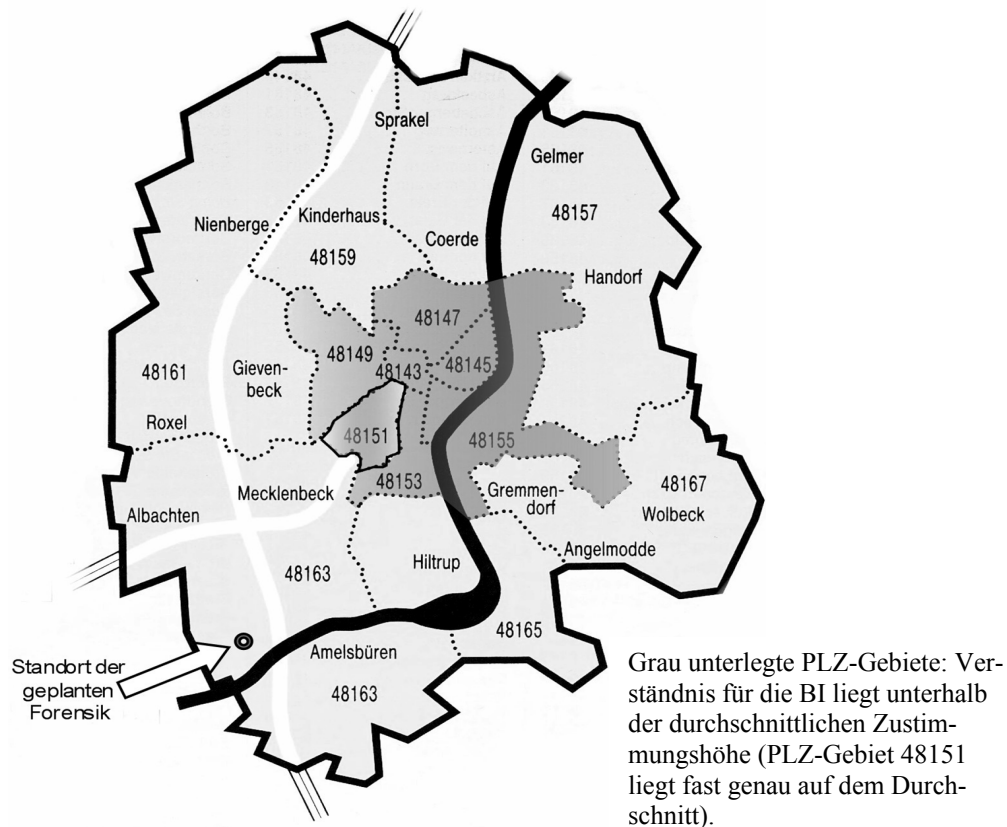 Sprakel
Gelmer
48157
Nienberge
Kinderhaus
Coerde
48159
Handorf
48147
48149
48145
48143
48161
Gieven-
beck
Roxel
48151
48155
48153
Mecklenbeck
Gremmen-
dorf
48167
Wolbeck
Albachten
Angelmodde
Hiltrup
48163
48165
Amelsbüren
48163
Standort der
geplanten
Forensik
Grau unterlegte PLZ-Gebiete: Ver-
ständnis für die BI liegt unterhalb
der durchschnittlichen Zustim-
mungshöhe (PLZ-Gebiet 48151
liegt fast genau auf dem Durch-
schnitt).